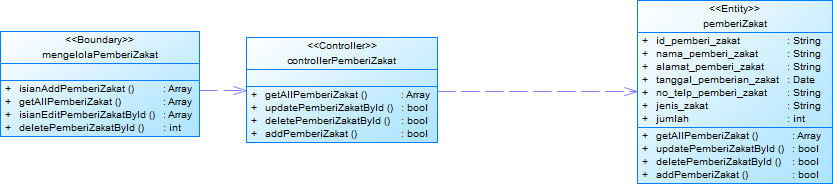 <<Boundary>>
mengelolaPemberiZakat
+ isianAddPemberiZakat () : Array
+ getAllPemberiZakat () : Array
+ isianEditPemberiZakat () : Array
+ deletePemberiZakatById () : int
<<Controller>>
controllerPemberiZakat
+ getAllPemberiZakat () : Array
+ updatePemberiZakatById () : bool
+ deletePemberiZakatById () : bool
+ addPemberiZakat () : bool
<<Entity>>
pemberiZakat
+ id_pemberi_zakat : String
+ nama_pemberi_zakat : String
+ alamat_pemberi_zakat : String
+ tanggal_pemberian_zakat : Date
+ no_telp_pemberi_zakat : String
+ jenis_zakat : String
+ jumlah : int
+ getAllPemberiZakat () : Array
+ updatePemberiZakatById () : bool
+ deletePemberiZakatById () : bool
+ addPemberiZakat () : bool